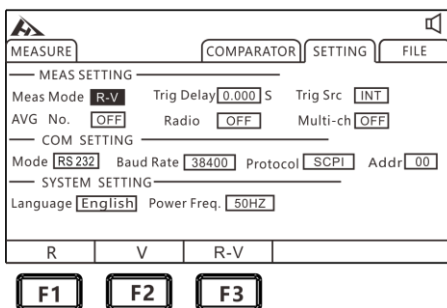 MEASURE COMPARATOR SETTING FILE
MEAS SETTING
Meas Mode R-V Trig Delay 0.000 S Trig Src INT
AVG No. OFF Radio OFF Multi-ch OFF
COM SETTING
Mode RS 232 Baud Rate 38400 Protocol SCPI Addr 00
SYSTEM SETTING
Language English Power Freq. 50HZ
R V R-V
F1 F2 F3